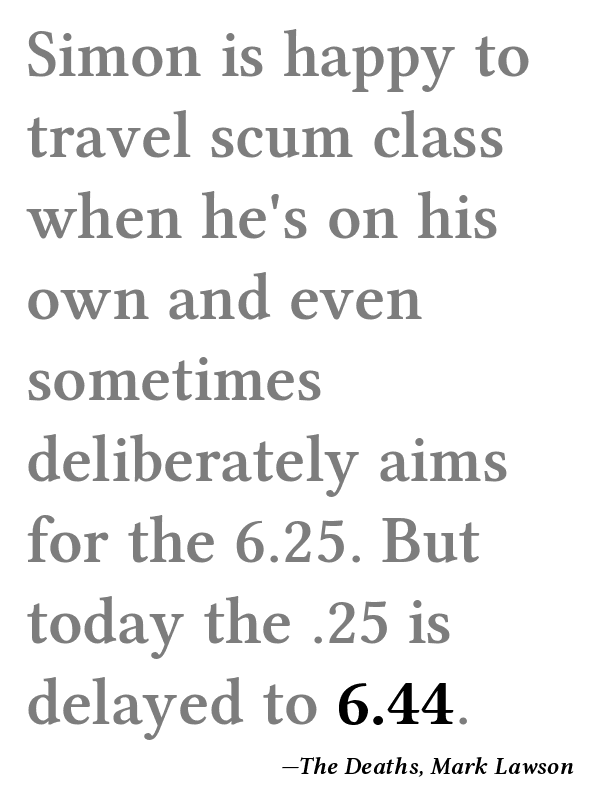 Simon is happy to
travel scum class
when he's on his
own and even
sometimes
deliberately aims
for the 6.25. But
today the .25 is
delayed to 6.44.
—The Deaths, Mark Lawson